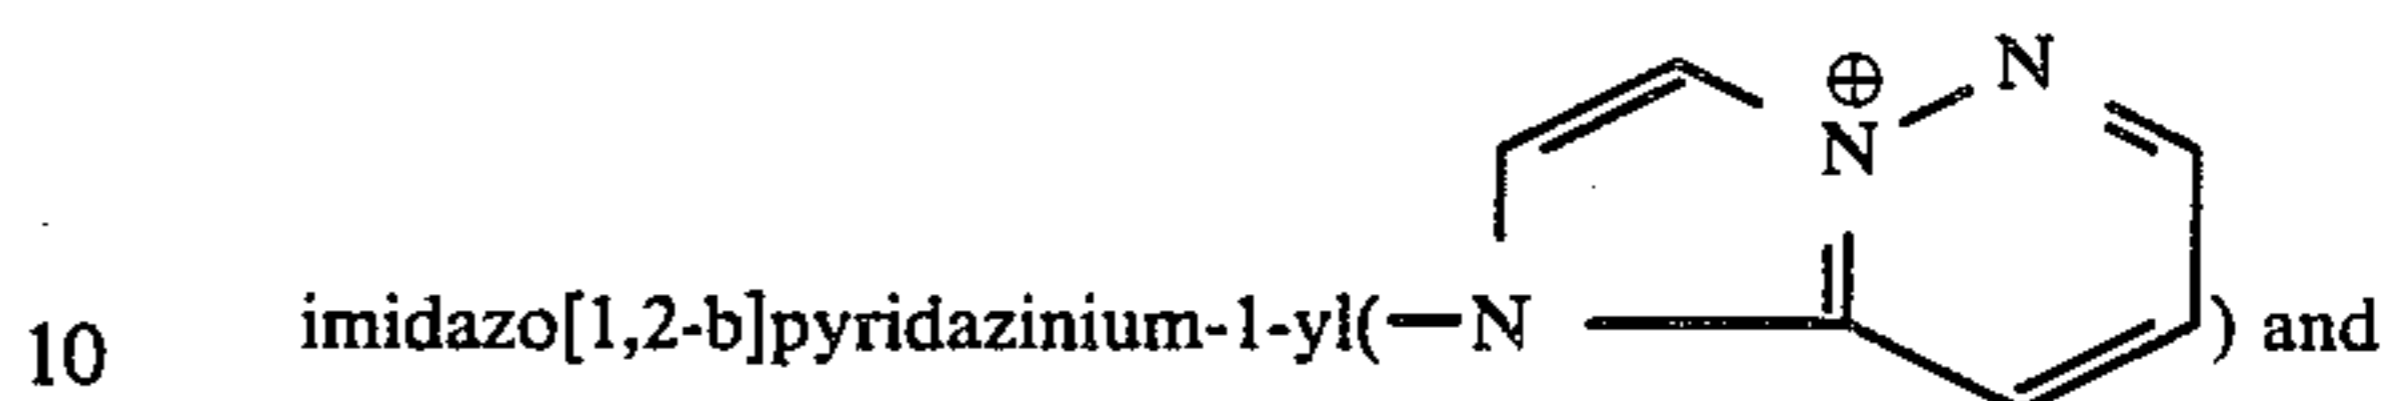 ⊕ N
N
10 imidazo[1,2-b]pyridazinium-1-yl(—N ) and